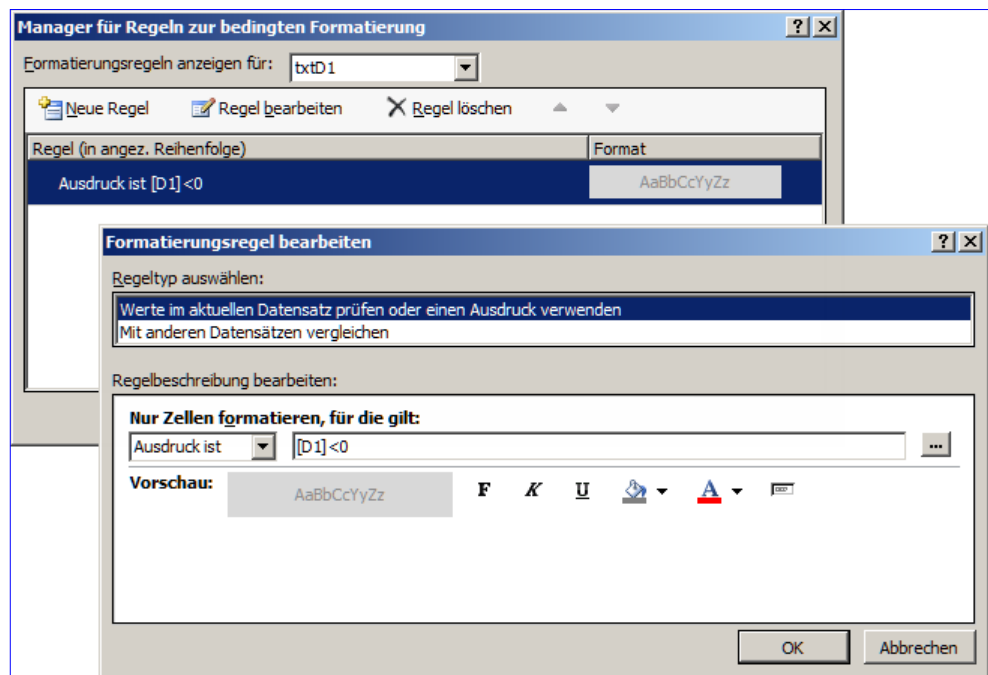 Manager für Regeln zur bedingten Formatierung
Formatierungsregeln anzeigen für: txtD1
Neue Regel Regel bearbeiten Regel löschen
Regel (in angez. Reihenfolge) Format
Ausdruck ist [D1]<0 AaBbCcYyZz
Formatierungsregel bearbeiten
Regeltyp auswählen:
Werte im aktuellen Datensatz prüfen oder einen Ausdruck verwenden
Mit anderen Datensätzen vergleichen
Regelbeschreibung bearbeiten:
Nur Zellen formatieren, für die gilt:
Ausdruck ist [D1]<0 ...
Vorschau: AaBbCcYyZz F K U A
OK Abbrechen